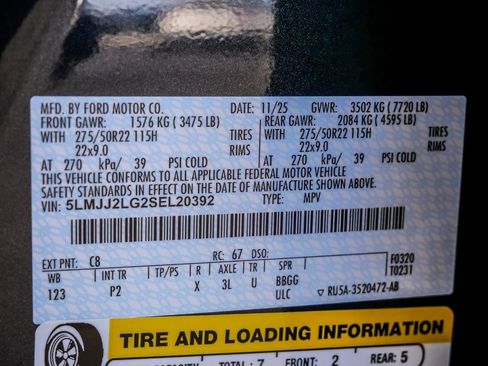 MFD. BY FORD MOTOR CO. DATE: 11/25 GVWR: 3502 KG ( 7720 LB)
FRONT GAWR: 1576 KG ( 3475 LB) REAR GAWR: 2084 KG ( 4595 LB)
WITH 275/50R22 115H TIRES WITH 275/50R22 115H TIRES
22x9.0 RIMS 22x9.0 RIMS
AT 270 kPa/ 39 PSI COLD AT 270 kPa/ 39 PSI COLD
THIS VEHICLE CONFORMS TO ALL APPLICABLE FEDERAL MOTOR VEHICLE
SAFETY STANDARDS IN EFFECT ON THE DATE OF MANUFACTURE SHOWN ABOVE.
VIN: 5LMJJ2LG2SEL20392 TYPE: MPV
EXT PNT: C8 RC: 67 DSO: F0320
WB INT TR TP/PS R AXLE TR SPR T0231
123 P2 X 3L U BBGG
ULC ▽ RU5A-3520472-AB
TIRE AND LOADING INFORMATION
CAPACITY TOTAL: 7 FRONT: 2 REAR: 5